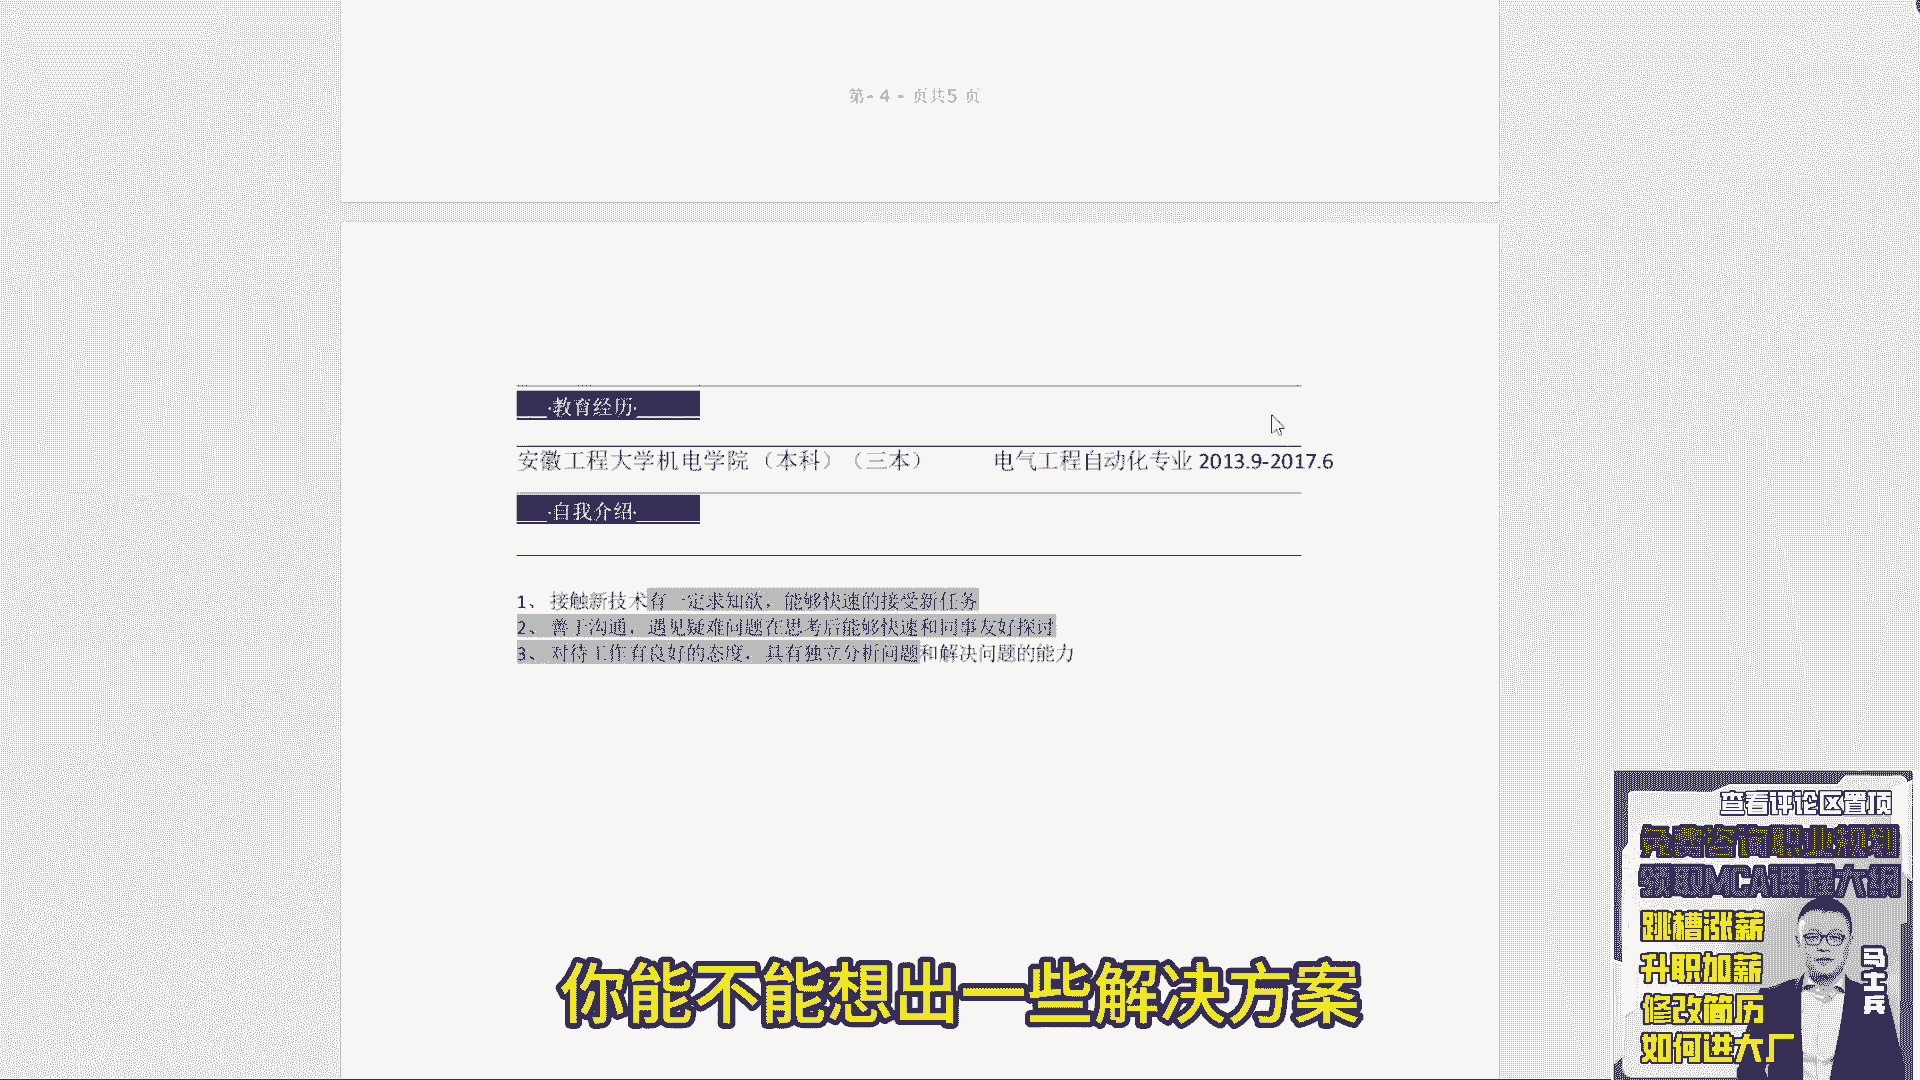 第- 4 - 页共5 页
·教育经历·
安徽工程大学机电学院（本科）（三本） 电气工程自动化专业 2013.9-2017.6
·自我介绍·
1、 接触新技术有一定求知欲，能够快速的接受新任务
2、 善于沟通，遇见疑难问题在思考后能够快速和同事友好探讨
3、 对待工作有良好的态度，具有独立分析问题和解决问题的能力
你能不能想出一些解决方案
查看评论区置顶
免费咨询职业规划
领取MCA课程大纲
跳槽涨薪
升职加薪
修改简历
如何进大厂
马士兵